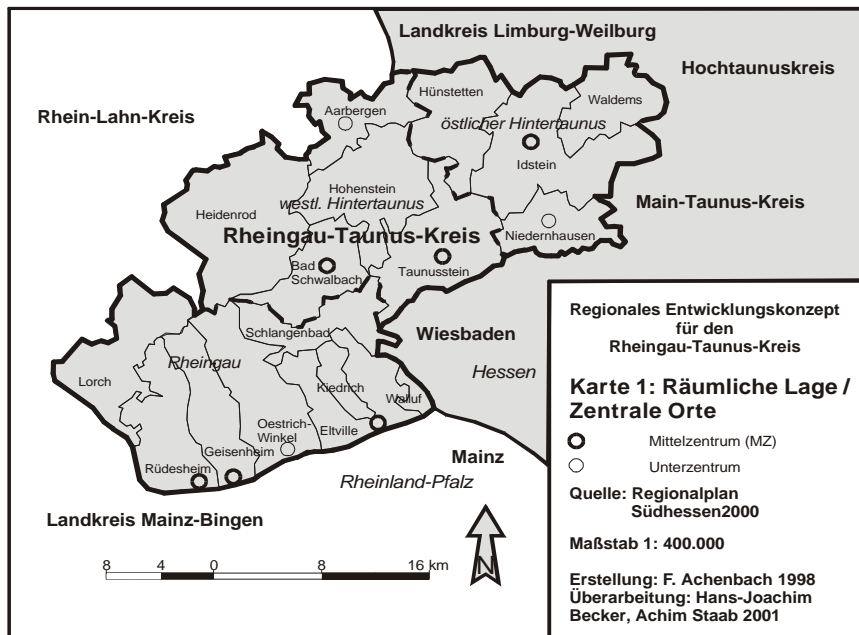 Landkreis Limburg-Weilburg
Hochtaunuskreis
Hünstetten
Waldems
Rhein-Lahn-Kreis
Aarbergen
östlicher Hintertaunus
Idstein
Hohenstein
westl. Hintertaunus
Main-Taunus-Kreis
Heidenrod
Rheingau-Taunus-Kreis
Niedernhausen
Bad
Schwalbach
Taunusstein
Schlangenbad
Wiesbaden
Hessen
Rheingau
Lorch
Kiedrich
Walluf
Oestrich-
Winkel
Eltville
Geisenheim
Rüdesheim
Mainz
Rheinland-Pfalz
Landkreis Mainz-Bingen
8 4 0 8 16 km
N
Regionales Entwicklungskonzept
für den
Rheingau-Taunus-Kreis
Karte 1: Räumliche Lage /
Zentrale Orte
Mittelzentrum (MZ)
Unterzentrum
Quelle: Regionalplan
Südhessen2000
Maßstab 1: 400.000
Erstellung: F. Achenbach 1998
Überarbeitung: Hans-Joachim
Becker, Achim Staab 2001